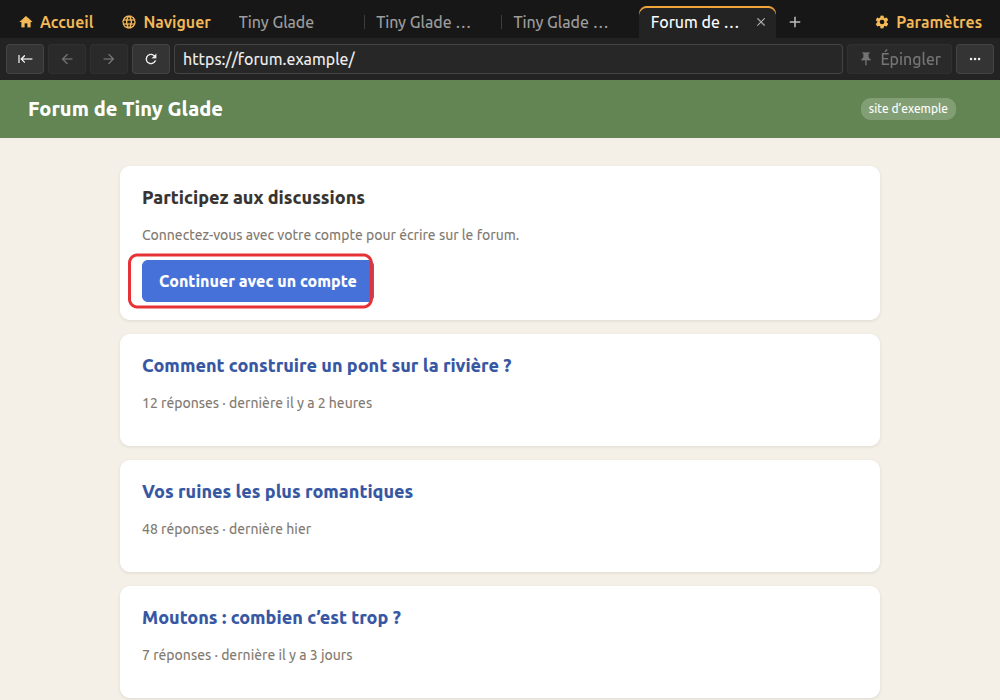 Accueil
Naviguer
Tiny Glade
Tiny Glade ...
Tiny Glade ...
Forum de ...
Paramètres
https://forum.example/
Épingler
Forum de Tiny Glade
site d'exemple
Participez aux discussions
Connectez-vous avec votre compte pour écrire sur le forum.
Continuer avec un compte
Comment construire un pont sur la rivière ?
12 réponses · dernière il y a 2 heures
Vos ruines les plus romantiques
48 réponses · dernière hier
Moutons : combien c’est trop ?
7 réponses · dernière il y a 3 jours